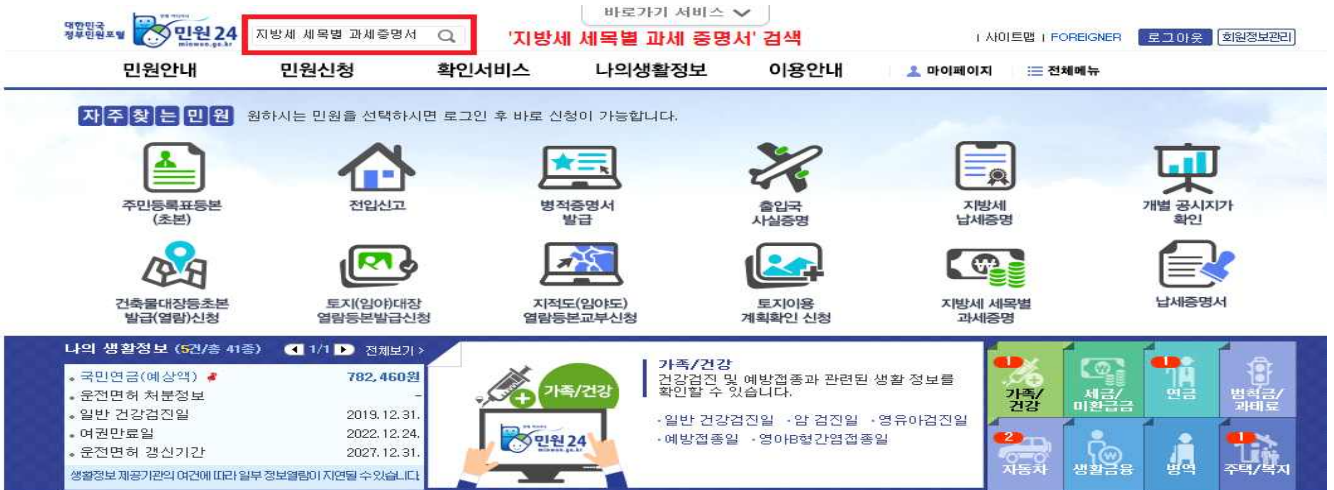 바로가기 서비스
대한민국
정부민원포털
민원24
minwon.go.kr
지방세 세목별 과세증명서
'지방세 세목별 과세 증명서' 검색
| 사이트맵 | FOREIGNER
로그아웃
회원정보관리
민원안내
민원신청
확인서비스
나의생활정보
이용안내
마이페이지
전체메뉴
자주찾는민원 원하시는 민원을 선택하시면 로그인 후 바로 신청이 가능합니다.
주민등록표등본
(초본)
전입신고
병적증명서
발급
출입국
사실증명
지방세
납세증명
개별 공시지가
확인
건축물대장등초본
발급(열람)신청
토지(임야)대장
열람등본발급신청
지적도(임야도)
열람등본교부신청
토지이용
계획확인 신청
지방세 세목별
과세증명
납세증명서
나의 생활정보 (5건/총 41종) 1/1 전체보기 >
국민연금(예상액) 782,460원
운전면허 처분정보 -
일반 건강검진일 2019.12.31.
여권만료일 2022.12.24.
운전면허 갱신기간 2027.12.31.
생활정보 제공기관의 여건에 따라 일부 정보열람이 지연될 수 있습니다
가족/건강
민원24
minwon.go.kr
가족/건강
건강검진 및 예방접종과 관련된 생활 정보를
확인할 수 있습니다.
·일반 건강검진일 ·암 검진일 ·영유아검진일
·예방접종일 ·영아B형간염접종일
1
가족/
건강
세금/
미환급금
1
연금
범칙금/
과태료
2
자동차
생활금융
병역
1
주택/복지